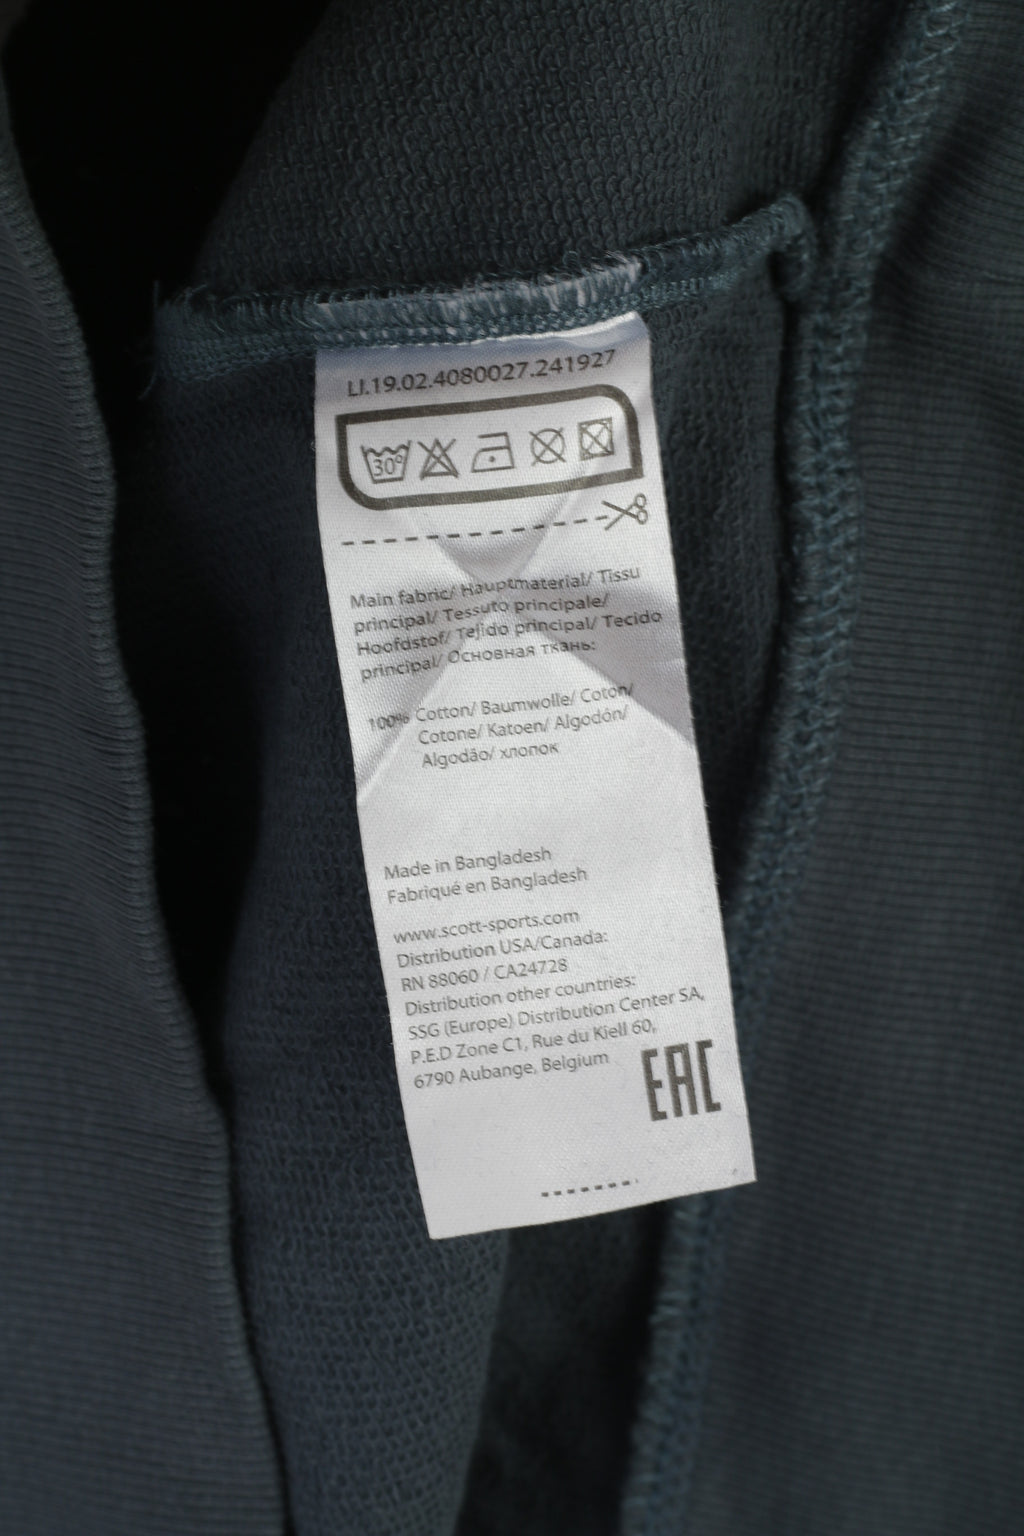 LI.19.02.4080027.241927
30°
Main fabric/ Hauptmaterial/ Tissu
principal/ Tessuto principale/
Hoofdstof/ Tejido principal/ Tecido
principal/ Основная ткань:
100% Cotton/ Baumwolle/ Coton/
Cotone/ Katoen/ Algodón/
Algodão/ хлопок
Made in Bangladesh
Fabriqué en Bangladesh
www.scott-sports.com
Distribution USA/Canada:
RN 88060 / CA24728
Distribution other countries:
SSG (Europe) Distribution Center SA,
P.E.D Zone C1, Rue du Kiell 60,
6790 Aubange, Belgium
EAC